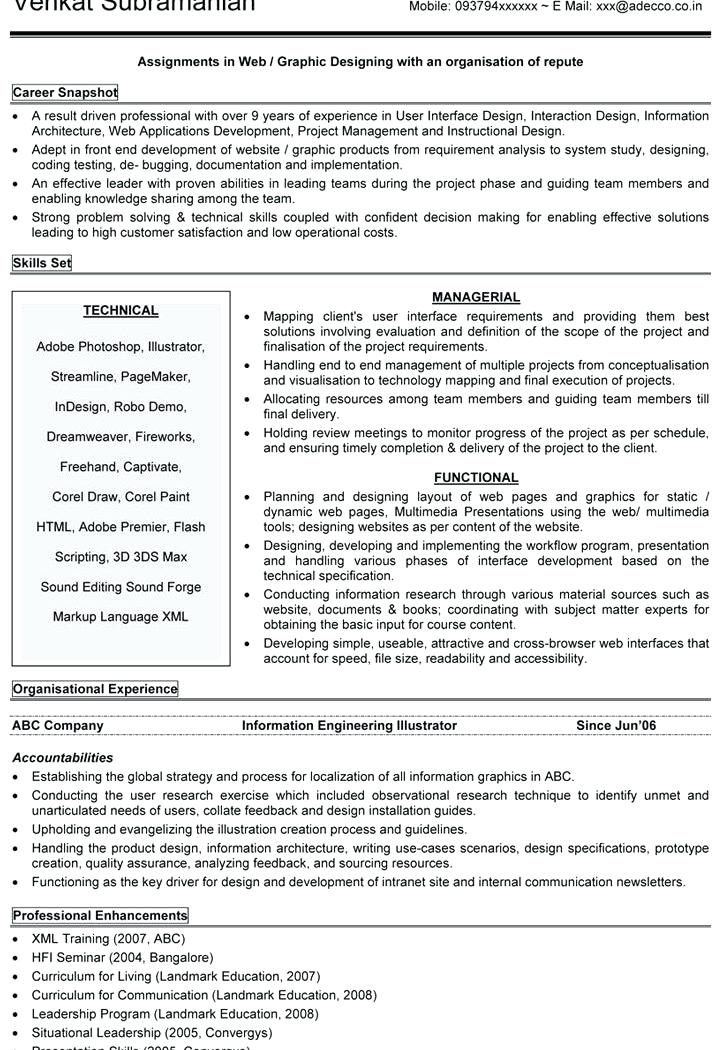 Venkat Subramanian
Mobile: 093794xxxxxx ~ E Mail: xxx@adecco.co.in
Assignments in Web / Graphic Designing with an organisation of repute
Career Snapshot
• A result driven professional with over 9 years of experience in User Interface Design, Interaction Design, Information
Architecture, Web Applications Development, Project Management and Instructional Design.
• Adept in front end development of website / graphic products from requirement analysis to system study, designing,
coding testing, de- bugging, documentation and implementation.
• An effective leader with proven abilities in leading teams during the project phase and guiding team members and
enabling knowledge sharing among the team.
• Strong problem solving & technical skills coupled with confident decision making for enabling effective solutions
leading to high customer satisfaction and low operational costs.
Skills Set
TECHNICAL
Adobe Photoshop, Illustrator,
Streamline, PageMaker,
InDesign, Robo Demo,
Dreamweaver, Fireworks,
Freehand, Captivate,
Corel Draw, Corel Paint
HTML, Adobe Premier, Flash
Scripting, 3D 3DS Max
Sound Editing Sound Forge
Markup Language XML
MANAGERIAL
• Mapping client's user interface requirements and providing them best
solutions involving evaluation and definition of the scope of the project and
finalisation of the project requirements.
• Handling end to end management of multiple projects from conceptualisation
and visualisation to technology mapping and final execution of projects.
• Allocating resources among team members and guiding team members till
final delivery.
• Holding review meetings to monitor progress of the project as per schedule,
and ensuring timely completion & delivery of the project to the client.
FUNCTIONAL
• Planning and designing layout of web pages and graphics for static /
dynamic web pages, Multimedia Presentations using the web/ multimedia
tools; designing websites as per content of the website.
• Designing, developing and implementing the workflow program, presentation
and handling various phases of interface development based on the
technical specification.
• Conducting information research through various material sources such as
website, documents & books; coordinating with subject matter experts for
obtaining the basic input for course content.
• Developing simple, useable, attractive and cross-browser web interfaces that
account for speed, file size, readability and accessibility.
Organisational Experience
ABC Company Information Engineering Illustrator Since Jun'06
Accountabilities
• Establishing the global strategy and process for localization of all information graphics in ABC.
• Conducting the user research exercise which included observational research technique to identify unmet and
unarticulated needs of users, collate feedback and design installation guides.
• Upholding and evangelizing the illustration creation process and guidelines.
• Handling the product design, information architecture, writing use-cases scenarios, design specifications, prototype
creation, quality assurance, analyzing feedback, and sourcing resources.
• Functioning as the key driver for design and development of intranet site and internal communication newsletters.
Professional Enhancements
• XML Training (2007, ABC)
• HFI Seminar (2004, Bangalore)
• Curriculum for Living (Landmark Education, 2007)
• Curriculum for Communication (Landmark Education, 2008)
• Leadership Program (Landmark Education, 2008)
• Situational Leadership (2005, Convergys)
• Presentation Skills (2005, Convergys)